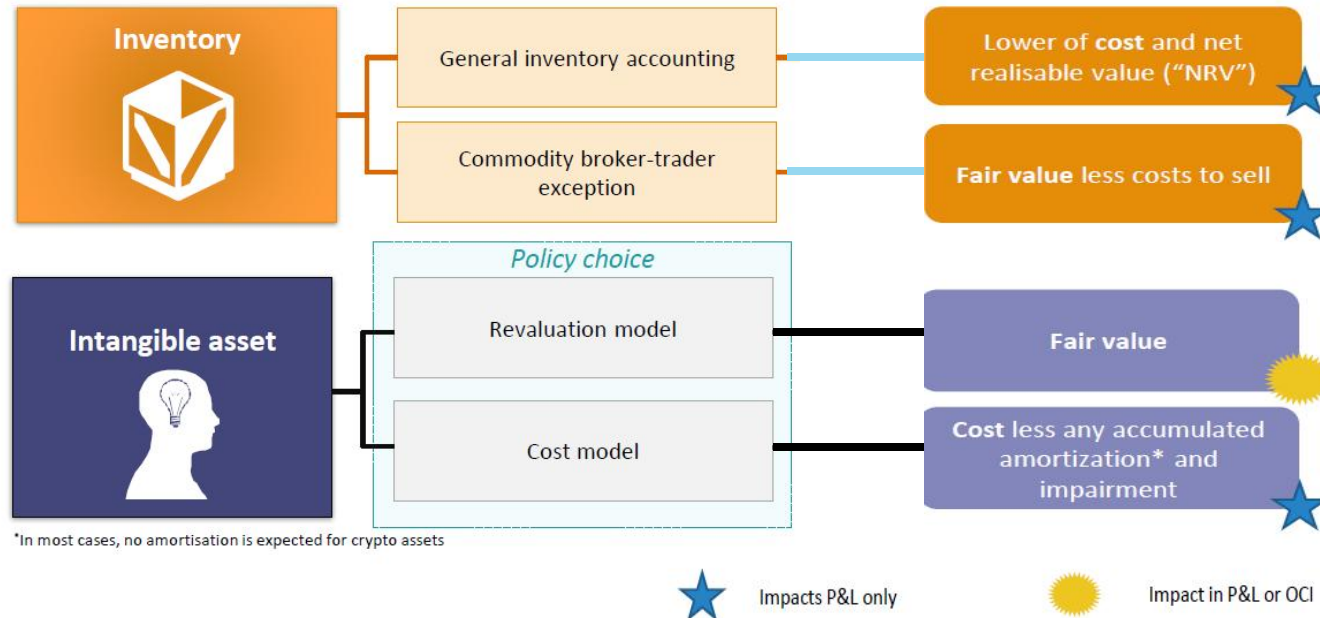 Inventory
General inventory accounting
Lower of cost and net
realisable value (“NRV”)
Commodity broker-trader
exception
Fair value less costs to sell
Policy choice
Intangible asset
Revaluation model
Fair value
Cost model
Cost less any accumulated
amortization* and
impairment
*In most cases, no amortisation is expected for crypto assets
Impacts P&L only
Impact in P&L or OCI